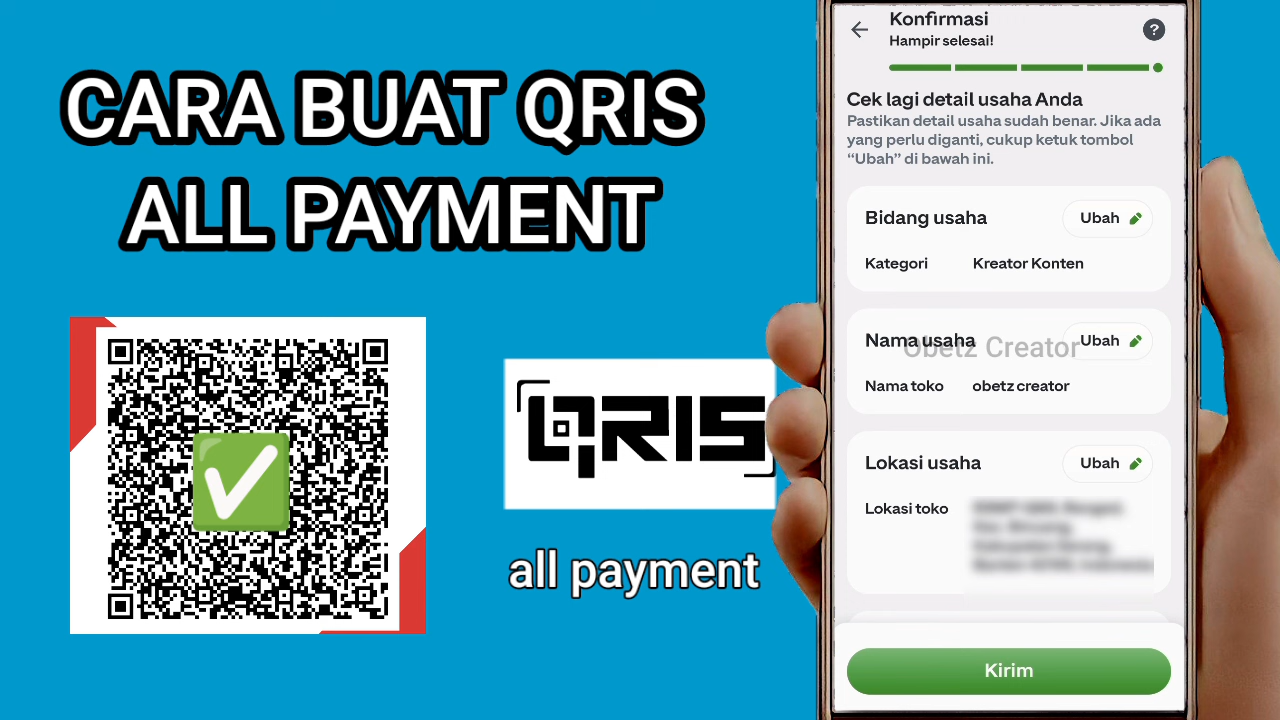 CARA BUAT QRIS
ALL PAYMENT
QRIS
all payment
Konfirmasi
Hampir selesai!
?
Cek lagi detail usaha Anda
Pastikan detail usaha sudah benar. Jika ada
yang perlu diganti, cukup ketuk tombol
“Ubah” di bawah ini.
Bidang usaha
Ubah
Kategori
Kreator Konten
Nama usaha
Ubah
Obetz Creator
Nama toko
obetz creator
Lokasi usaha
Ubah
Lokasi toko
Kirim